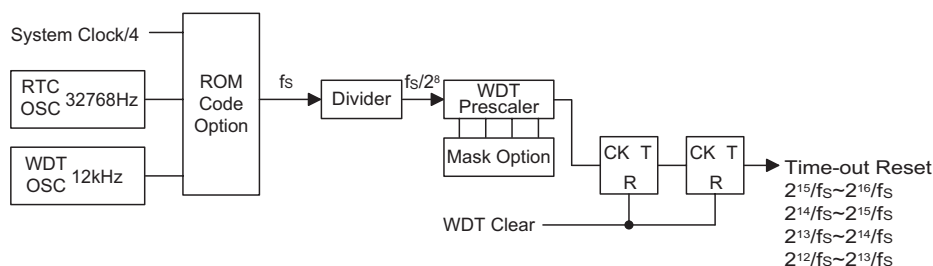 System Clock/4
RTC
OSC 32768Hz
WDT
OSC 12kHz
ROM
Code
Option
fs
Divider
fs/2⁸
WDT
Prescaler
Mask Option
CK T
R
CK T
R
WDT Clear
Time-out Reset
2¹⁵/fs~2¹⁶/fs
2¹⁴/fs~2¹⁵/fs
2¹³/fs~2¹⁴/fs
2¹²/fs~2¹³/fs